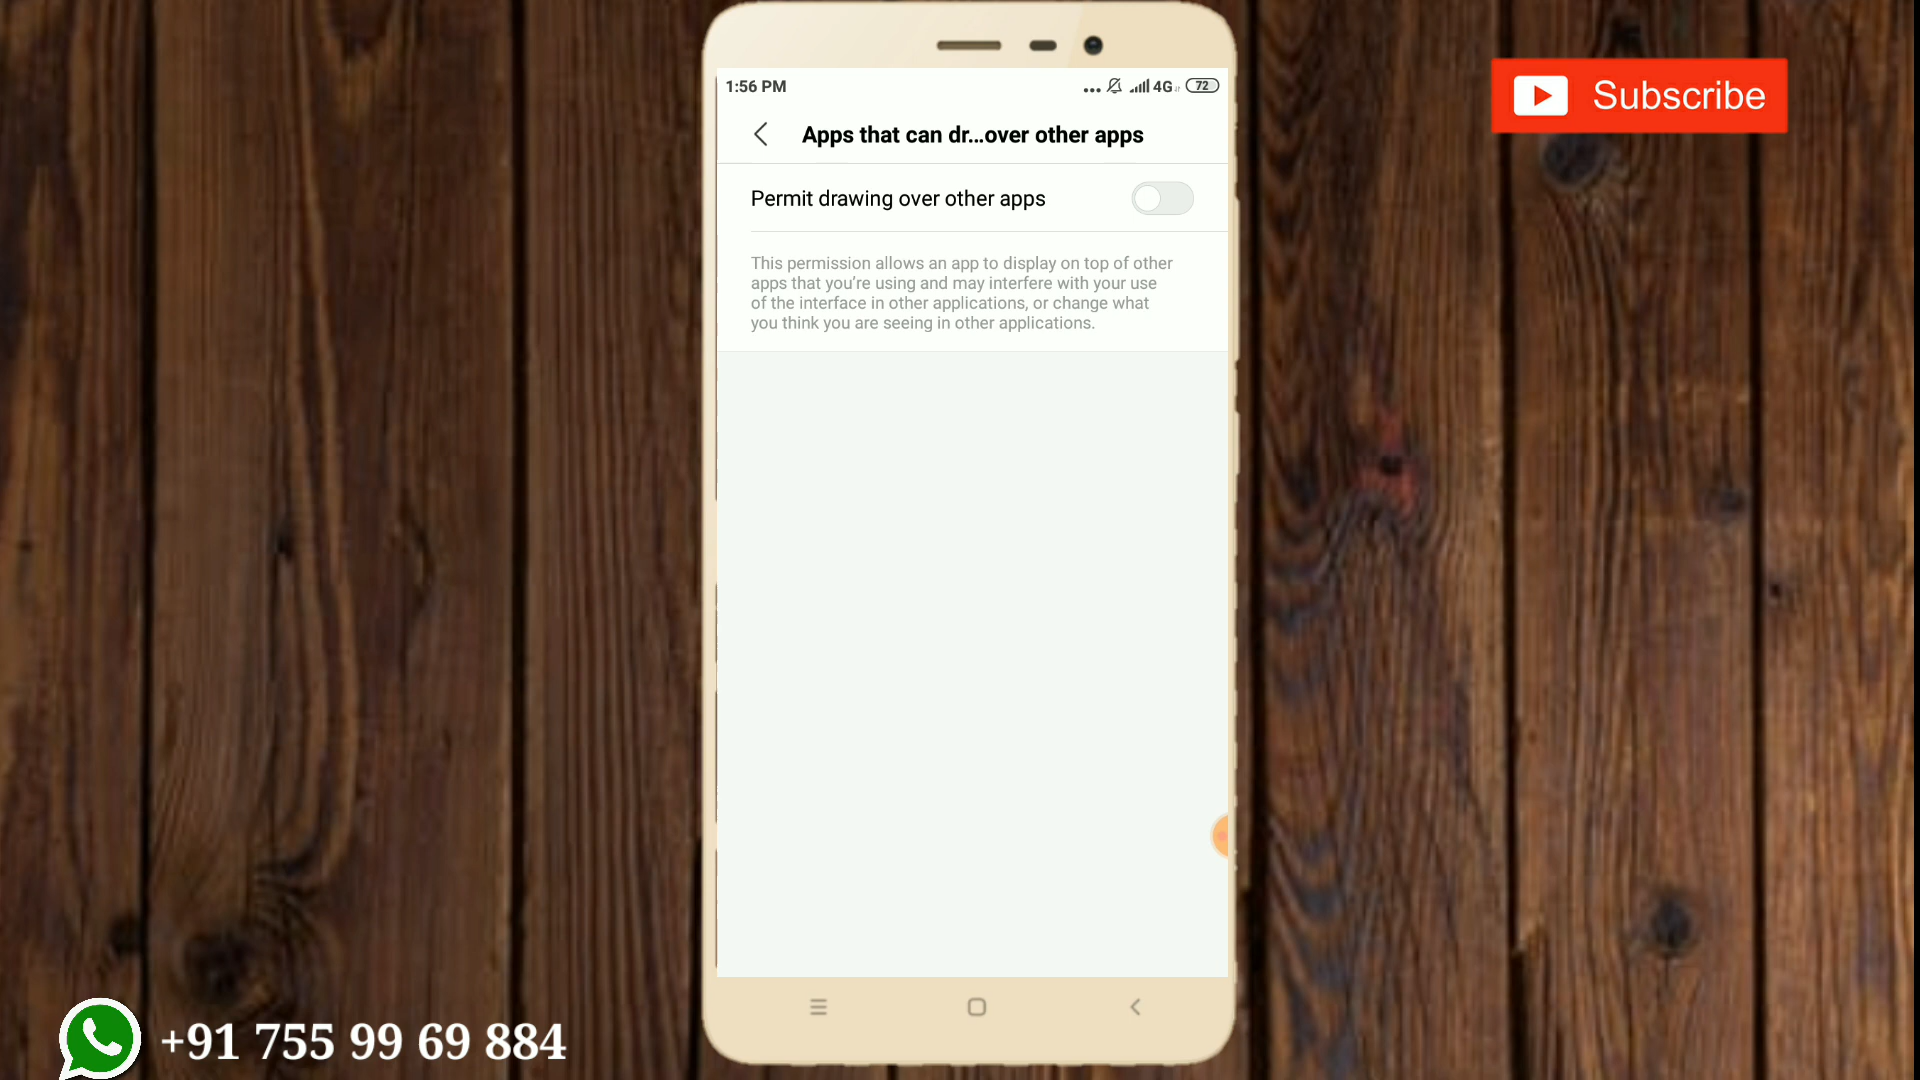 Subscribe
1:56 PM
4G 72
Apps that can dr...over other apps
Permit drawing over other apps
This permission allows an app to display on top of other
apps that you're using and may interfere with your use
of the interface in other applications, or change what
you think you are seeing in other applications.
+91 755 99 69 884